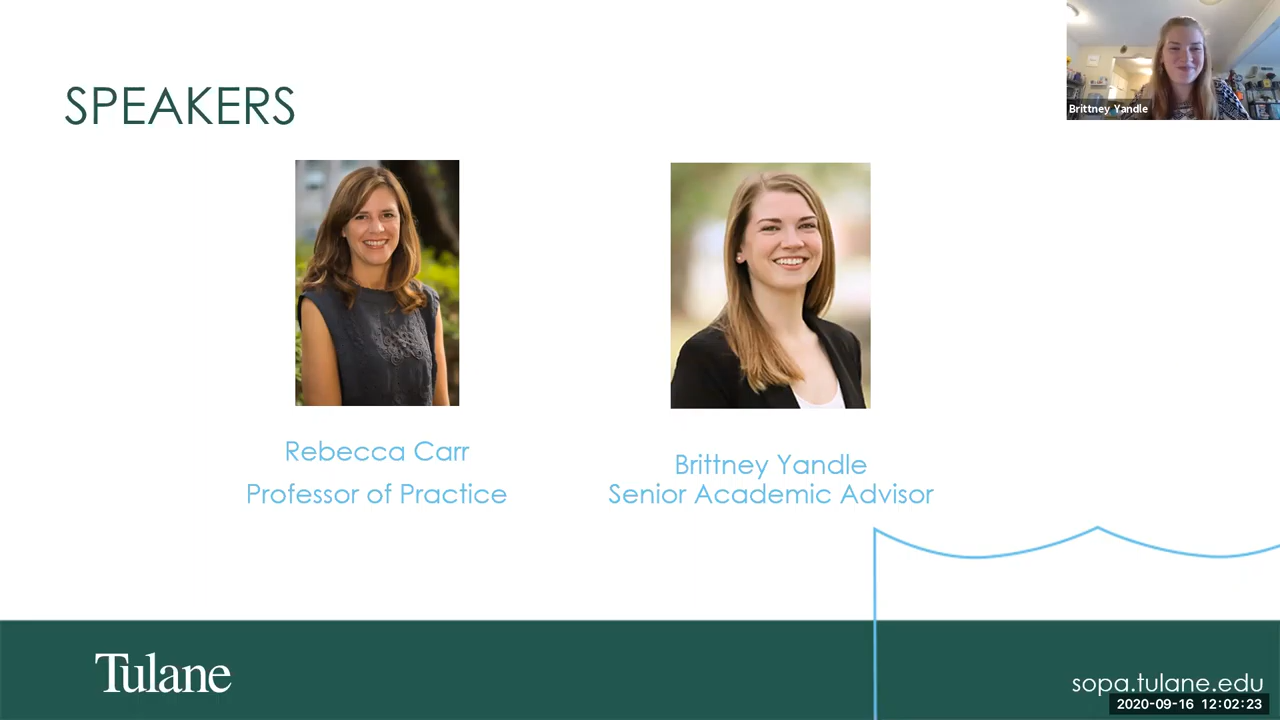 SPEAKERS
Brittney Yandle
Rebecca Carr
Professor of Practice
Brittney Yandle
Senior Academic Advisor
Tulane
sopa.tulane.edu
2020-09-16 12:02:23